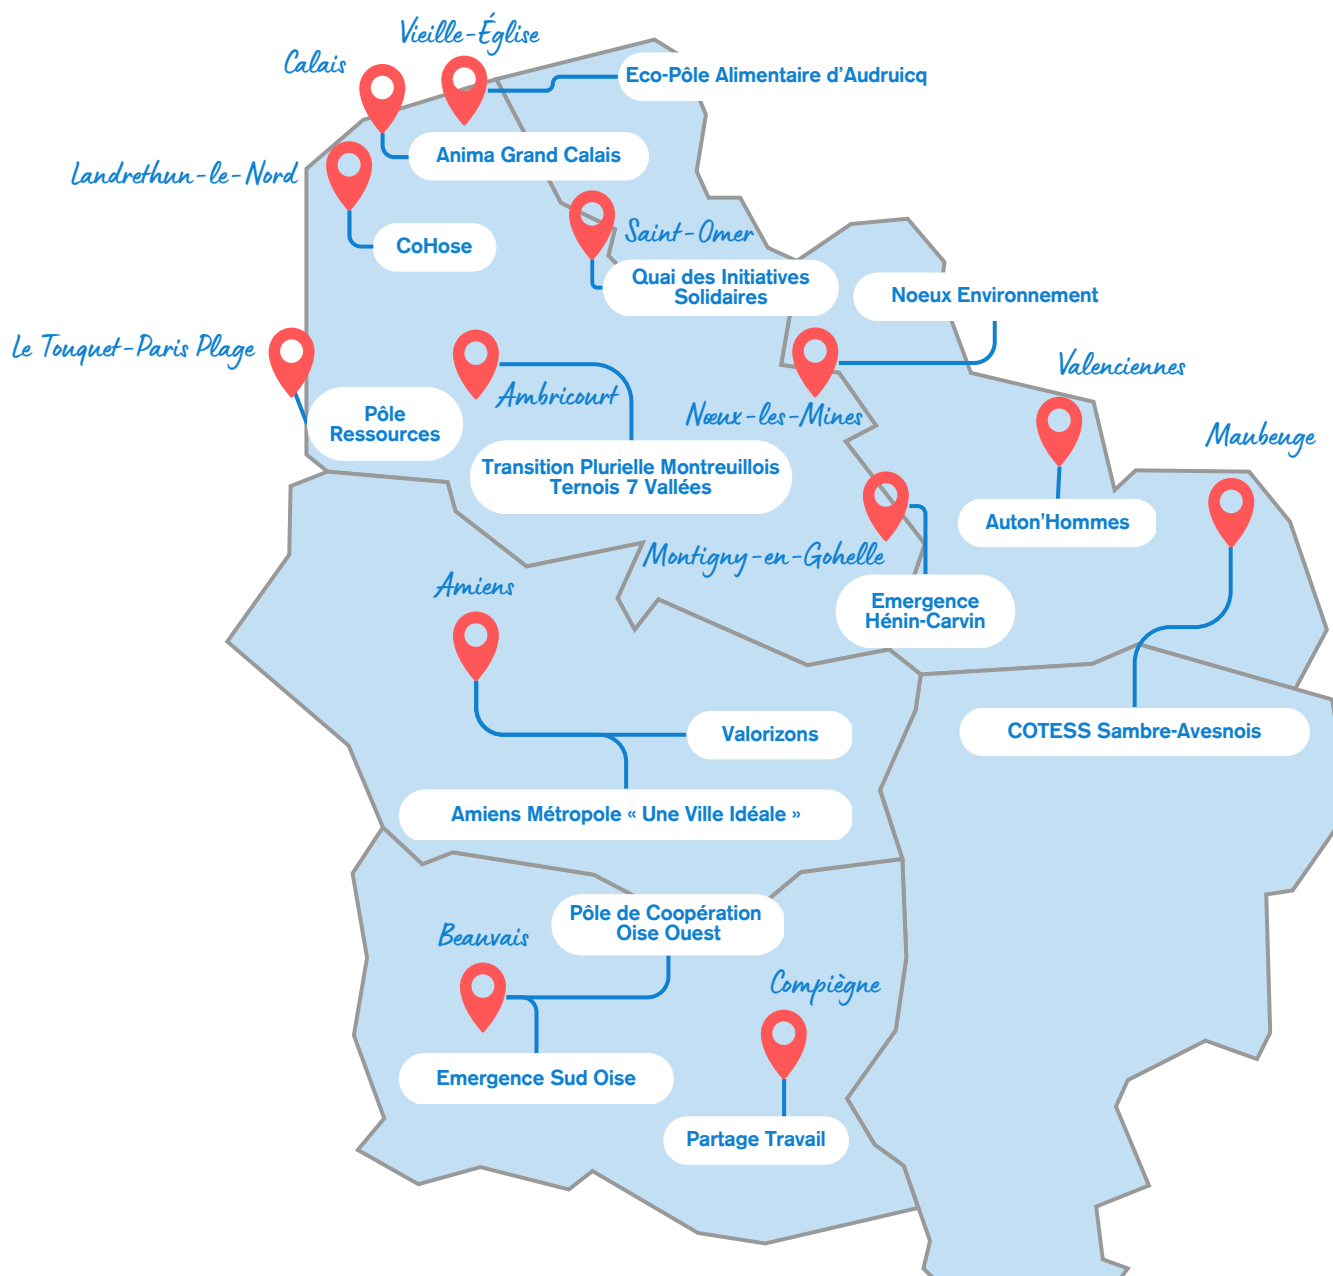 Vieille-Église
Calais
Eco-Pôle Alimentaire d'Audruicq
Anima Grand Calais
Landrethun-le-Nord
CoHose
Saint-Omer
Quai des Initiatives
Solidaires
Noeux Environnement
Le Touquet-Paris Plage
Pôle
Ressources
Ambricourt
Transition Plurielle Montreuillois
Ternois 7 Vallées
Nœux-les-Mines
Valenciennes
Auton'Hommes
Maubeuge
Montigny-en-Gohelle
Emergence
Hénin-Carvin
COTESS Sambre-Avesnois
Amiens
Valorizons
Amiens Métropole « Une Ville Idéale »
Pôle de Coopération
Oise Ouest
Beauvais
Emergence Sud Oise
Compiègne
Partage Travail